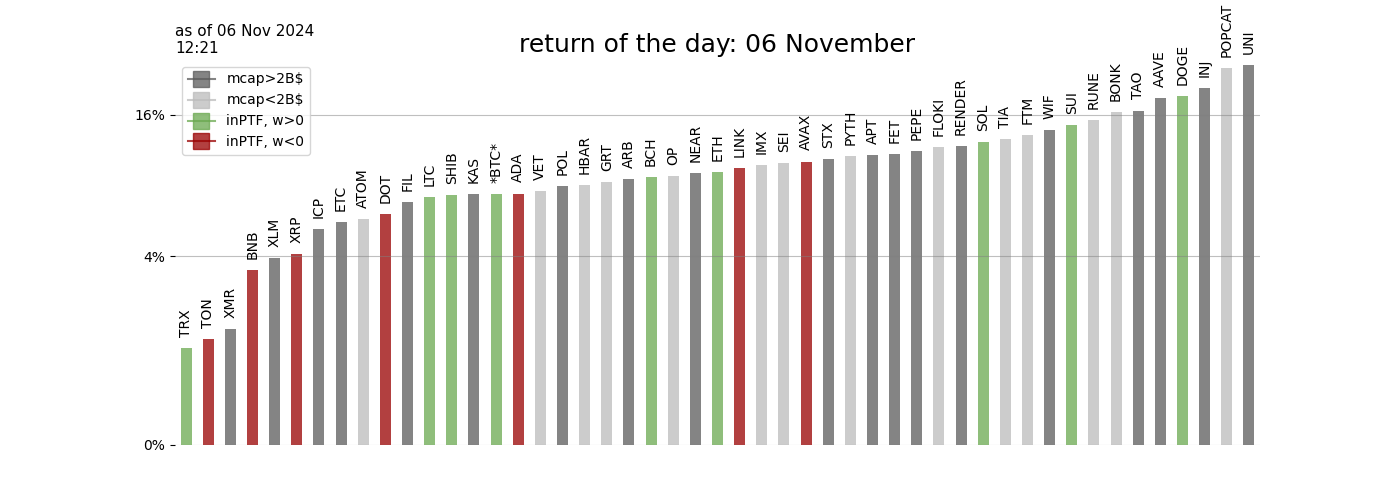 as of 06 Nov 2024
12:21
return of the day: 06 November
mcap>2B$
mcap<2B$
inPTF, w>0
inPTF, w<0
16%
4%
0%
TRX
TON
XMR
BNB
XLM
XRP
ICP
ETC
ATOM
DOT
FIL
LTC
SHIB
KAS
*BTC*
ADA
VET
POL
HBAR
GRT
ARB
BCH
OP
NEAR
ETH
LINK
IMX
SEI
AVAX
STX
PYTH
APT
FET
PEPE
FLOKI
RENDER
SOL
TIA
FTM
WIF
SUI
RUNE
BONK
TAO
AAVE
DOGE
INJ
POPCAT
UNI